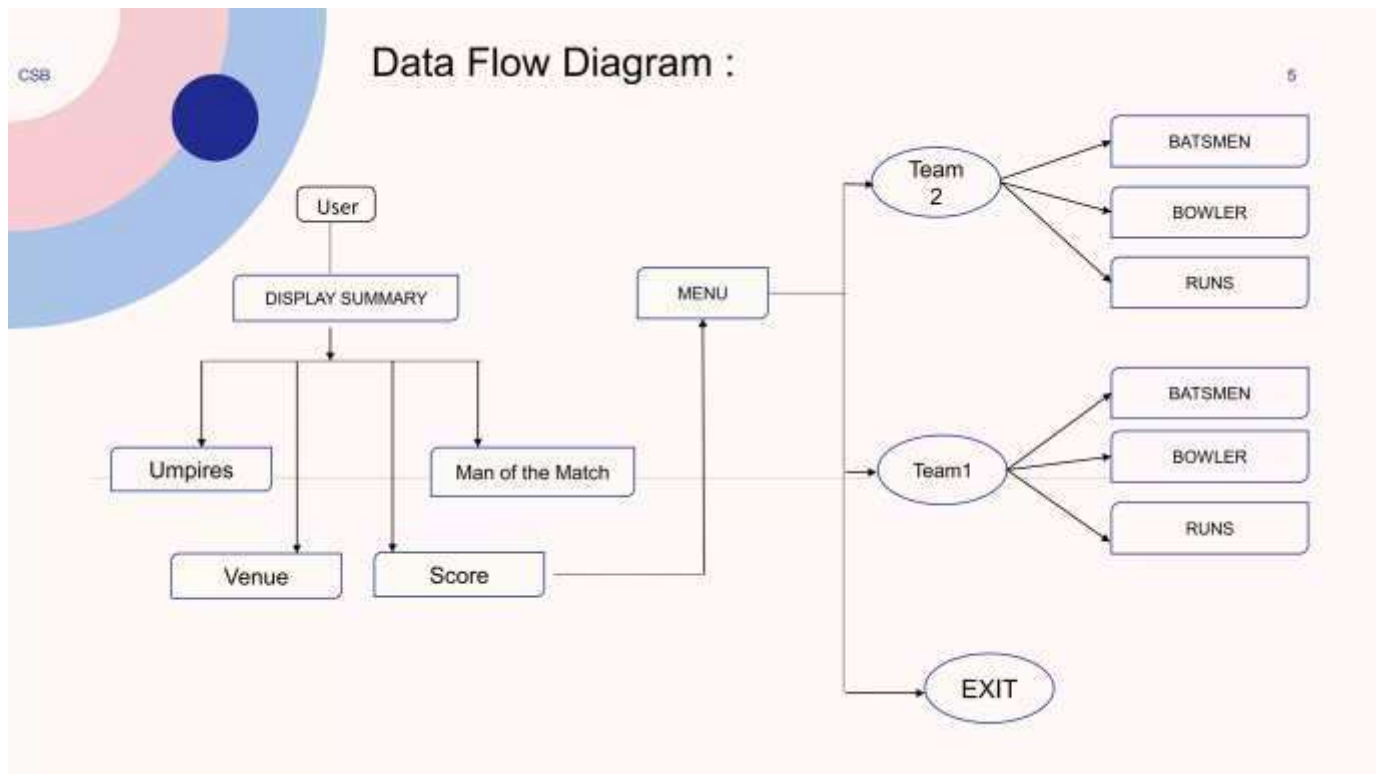 CSB
Data Flow Diagram :
5
User
DISPLAY SUMMARY
Umpires
Man of the Match
Venue
Score
MENU
Team
2
BATSMEN
BOWLER
RUNS
Team1
BATSMEN
BOWLER
RUNS
EXIT